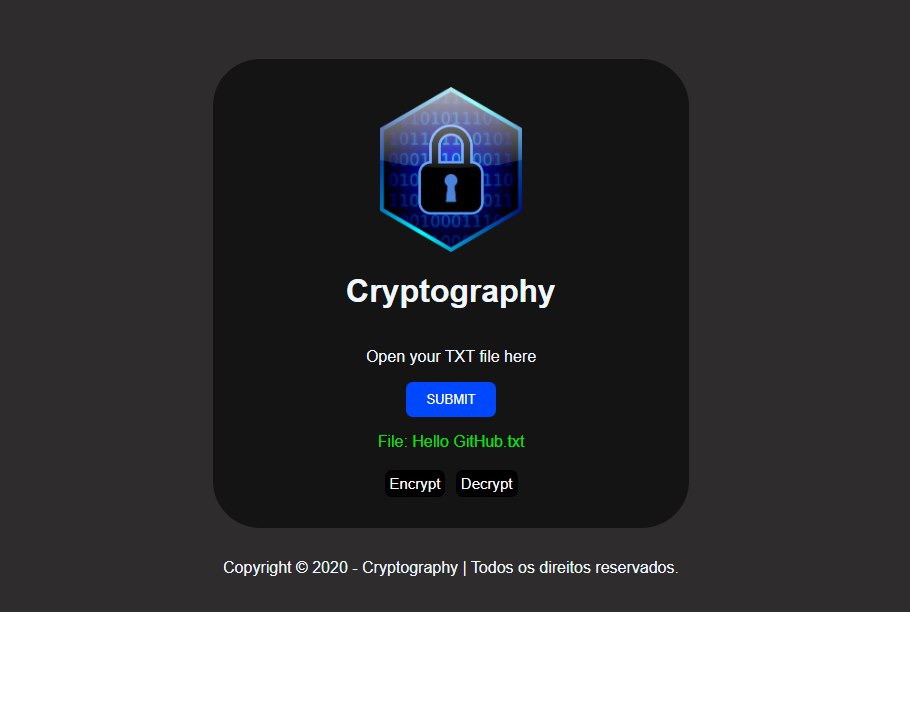 Cryptography
Open your TXT file here
SUBMIT
File: Hello GitHub.txt
Encrypt Decrypt
Copyright © 2020 - Cryptography | Todos os direitos reservados.